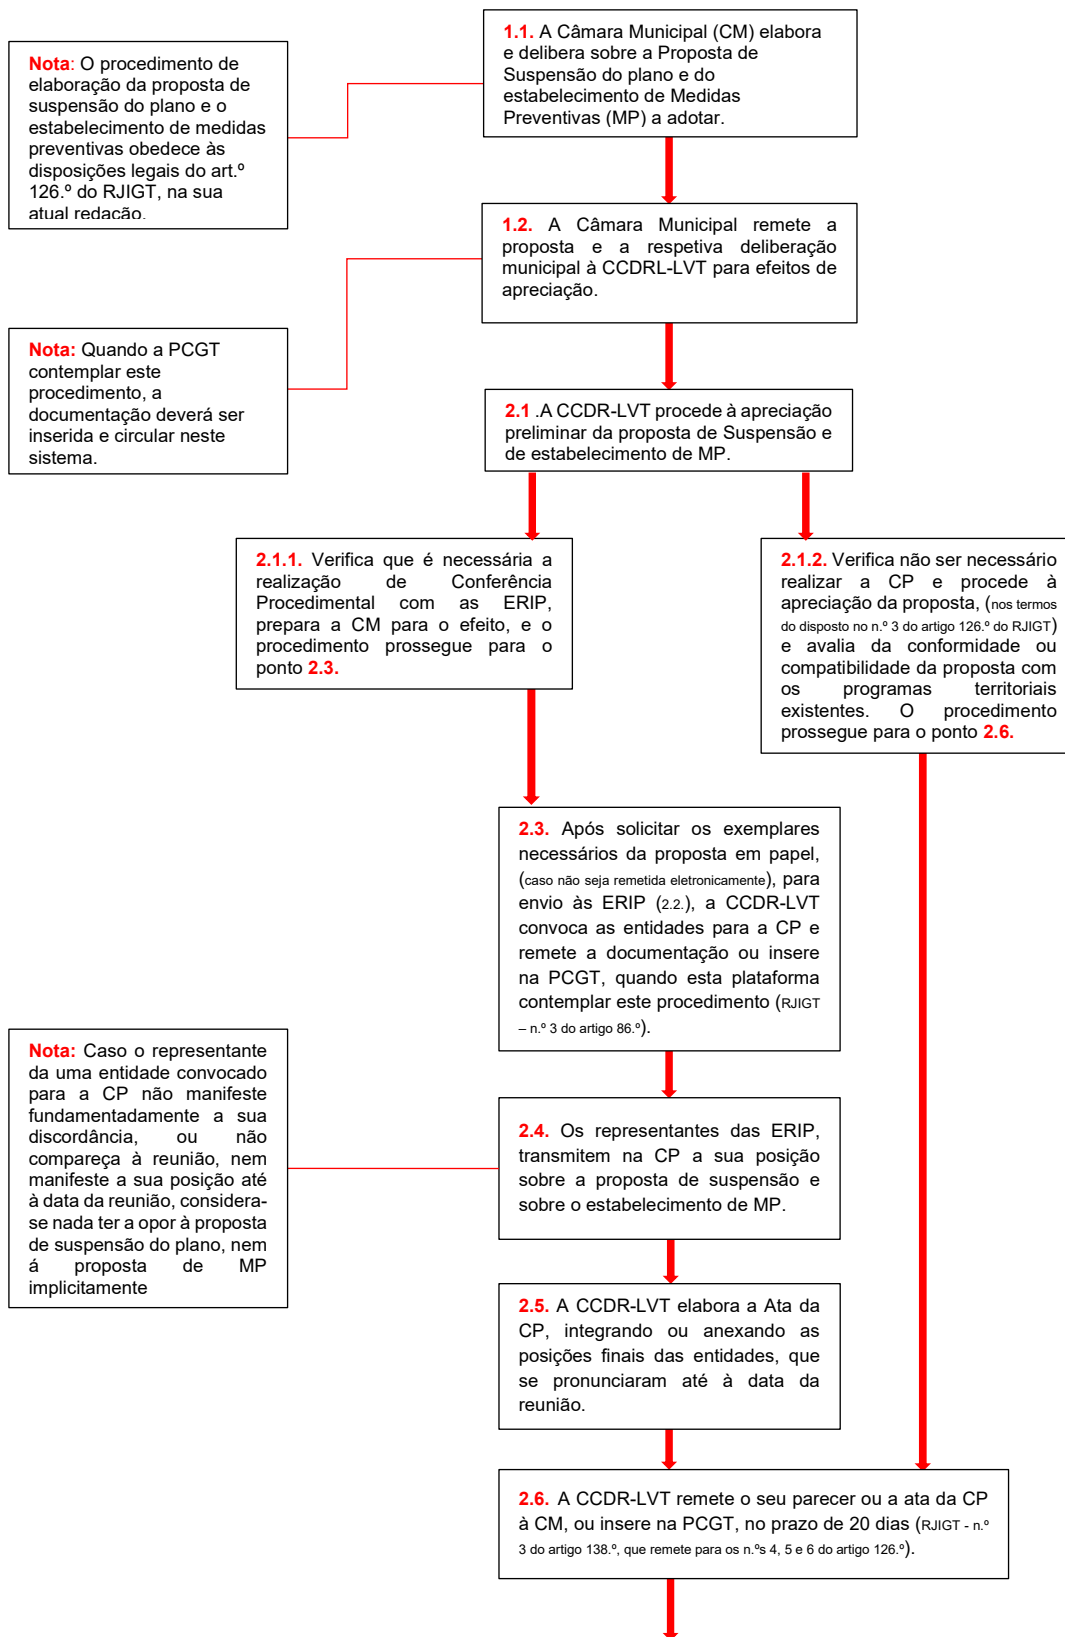 1.1. A Câmara Municipal (CM) elabora
e delibera sobre a Proposta de
Suspensão do plano e do
estabelecimento de Medidas
Preventivas (MP) a adotar.
Nota: O procedimento de
elaboração da proposta de
suspensão do plano e o
estabelecimento de medidas
preventivas obedece às
disposições legais do art.º
126.º do RJIGT, na sua
atual redação.
1.2. A Câmara Municipal remete a
proposta e a respetiva deliberação
municipal à CCDRL-LVT para efeitos de
apreciação.
Nota: Quando a PCGT
contemplar este
procedimento, a
documentação deverá ser
inserida e circular neste
sistema.
2.1 .A CCDR-LVT procede à apreciação
preliminar da proposta de Suspensão e
de estabelecimento de MP.
2.1.1. Verifica que é necessária a
realização de Conferência
Procedimental com as ERIP,
prepara a CM para o efeito, e o
procedimento prossegue para o
ponto 2.3.
2.1.2. Verifica não ser necessário
realizar a CP e procede à
apreciação da proposta, (nos termos
do disposto no n.º 3 do artigo 126.º do RJIGT)
e avalia da conformidade ou
compatibilidade da proposta com
os programas territoriais
existentes. O procedimento
prossegue para o ponto 2.6.
2.3. Após solicitar os exemplares
necessários da proposta em papel,
(caso não seja remetida eletronicamente), para
envio às ERIP (2.2.), a CCDR-LVT
convoca as entidades para a CP e
remete a documentação ou insere
na PCGT, quando esta plataforma
contemplar este procedimento (RJIGT
– n.º 3 do artigo 86.º).
Nota: Caso o representante
da uma entidade convocado
para a CP não manifeste
fundamentadamente a sua
discordância, ou não
compareça à reunião, nem
manifeste a sua posição até
à data da reunião, considera-
se nada ter a opor à proposta
de suspensão do plano, nem
á proposta de MP
implicitamente
2.4. Os representantes das ERIP,
transmitem na CP a sua posição
sobre a proposta de suspensão e
sobre o estabelecimento de MP.
2.5. A CCDR-LVT elabora a Ata da
CP, integrando ou anexando as
posições finais das entidades, que
se pronunciaram até à data da
reunião.
2.6. A CCDR-LVT remete o seu parecer ou a ata da CP
à CM, ou insere na PCGT, no prazo de 20 dias (RJIGT - n.º
3 do artigo 138.º, que remete para os n.ºs 4, 5 e 6 do artigo 126.º).